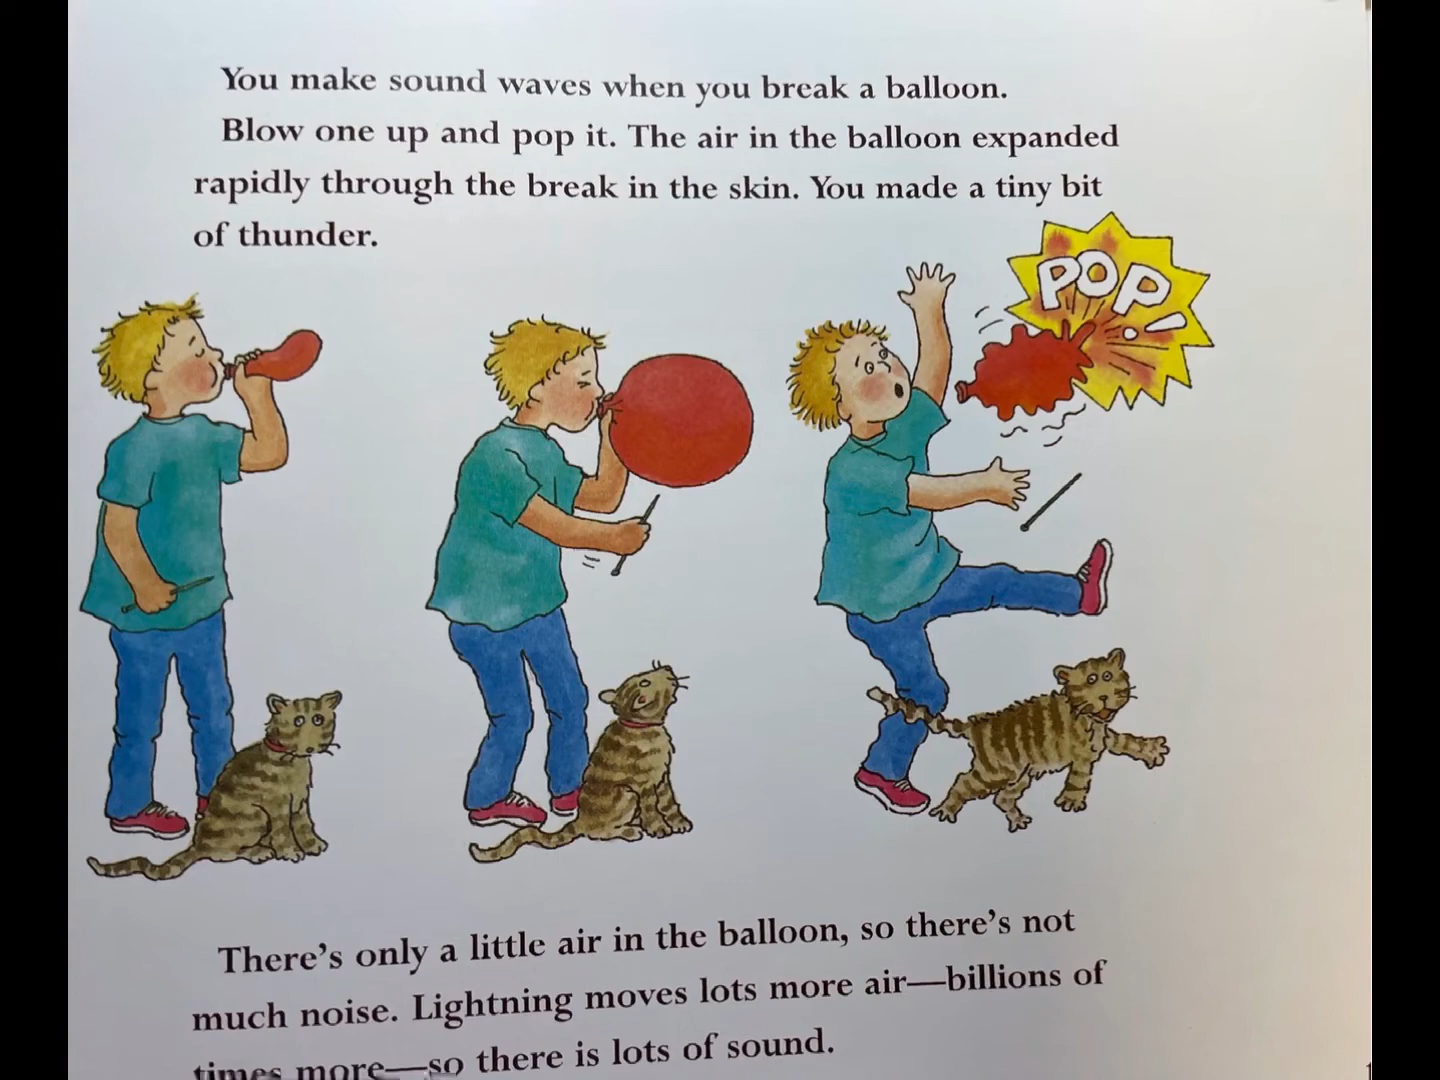 You make sound waves when you break a balloon.
Blow one up and pop it. The air in the balloon expanded
rapidly through the break in the skin. You made a tiny bit
of thunder.
POP!
There's only a little air in the balloon, so there's not
much noise. Lightning moves lots more air—billions of
times more—so there is lots of sound.